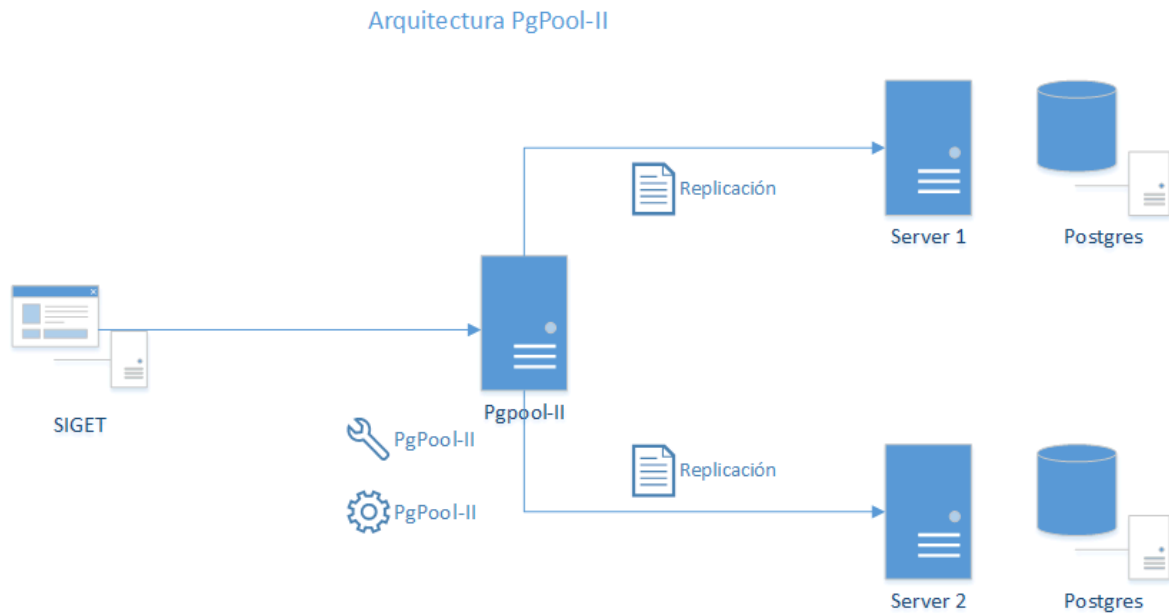 Arquitectura PgPool-II
Replicación
Server 1
Postgres
SIGET
Pgpool-II
PgPool-II
PgPool-II
Replicación
Server 2
Postgres